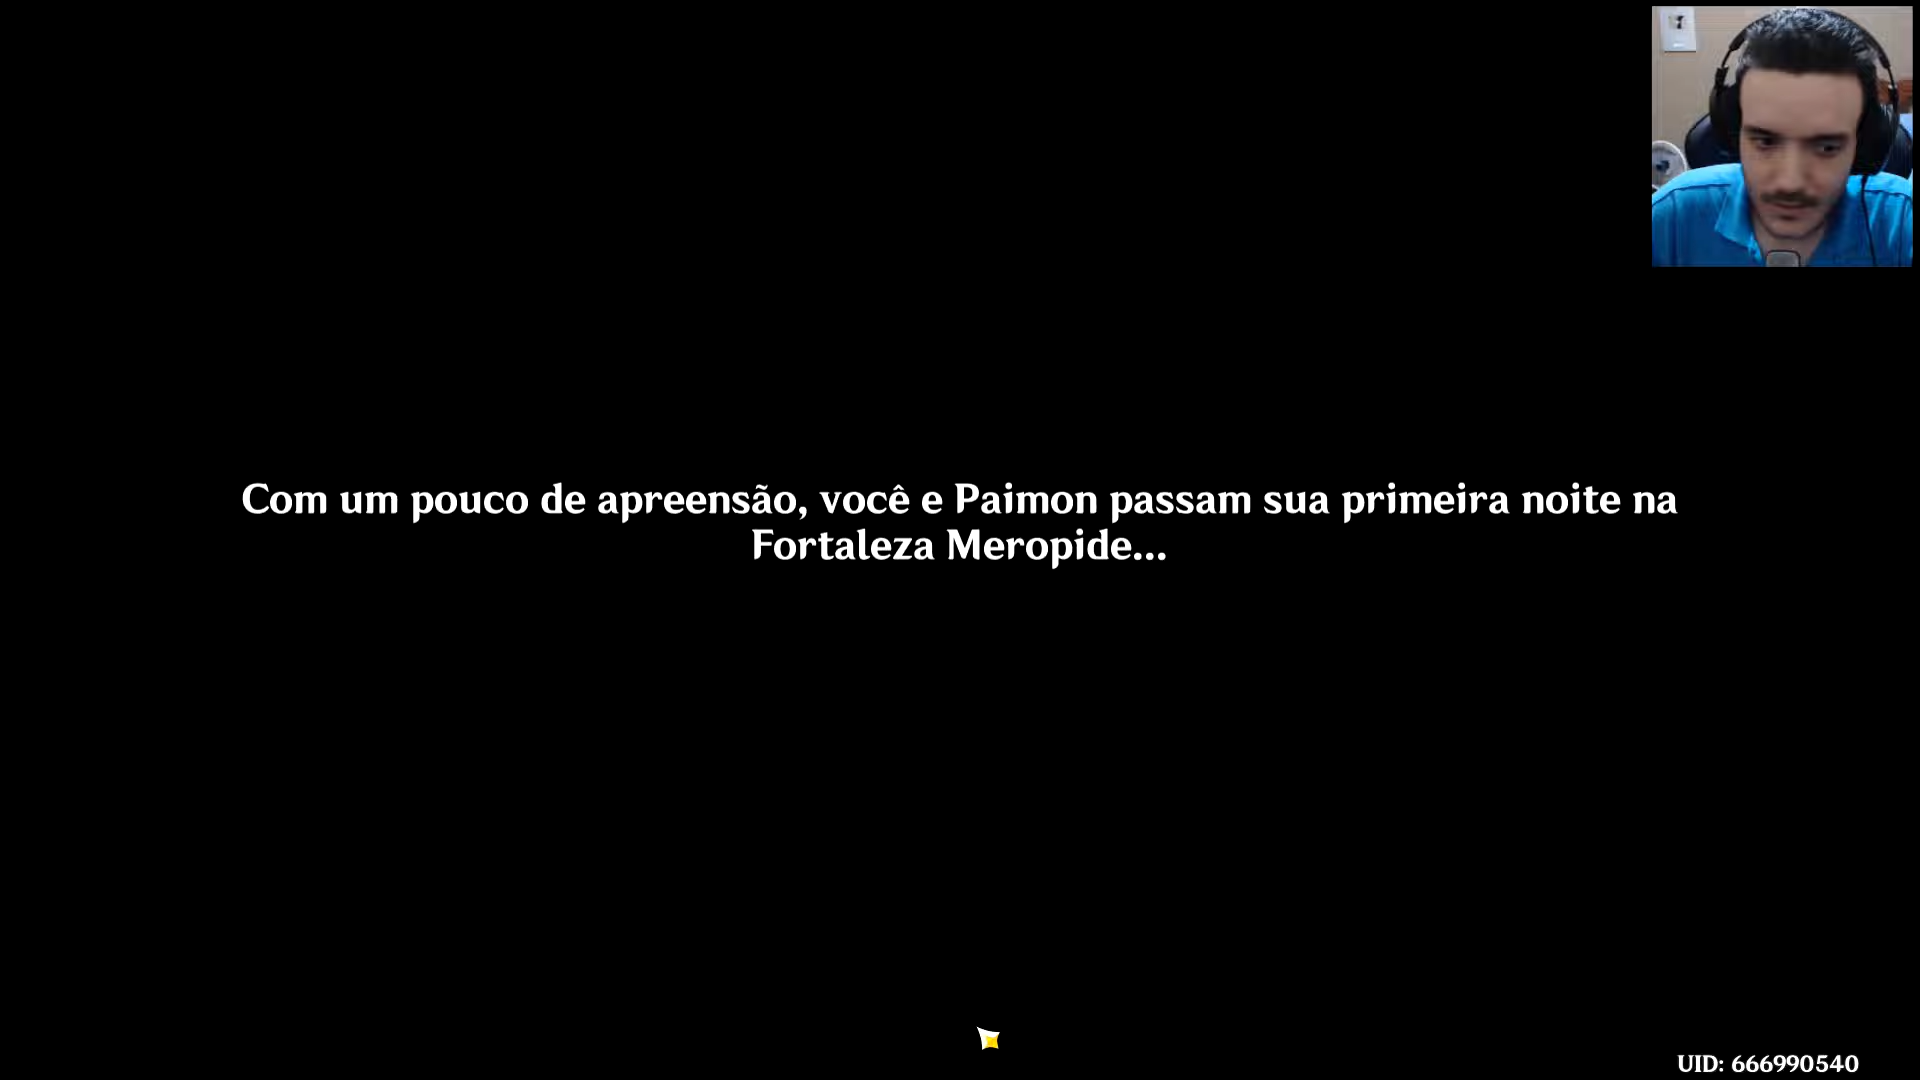 Com um pouco de apreensão, você e Paimon passam sua primeira noite na
Fortaleza Meropide...
UID: 666990540